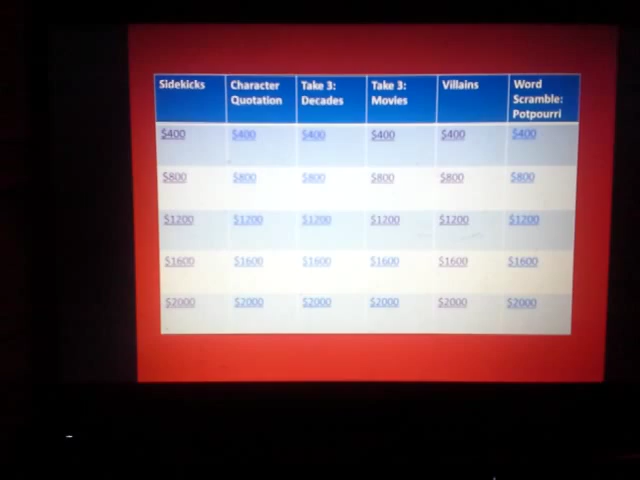 Sidekicks Character Quotation Take 3: Decades Take 3: Movies Villains Word Scramble: Potpourri
$400 $400 $400 $400 $400 $400
$800 $800 $800 $800 $800 $800
$1200 $1200 $1200 $1200 $1200 $1200
$1600 $1600 $1600 $1600 $1600 $1600
$2000 $2000 $2000 $2000 $2000 $2000